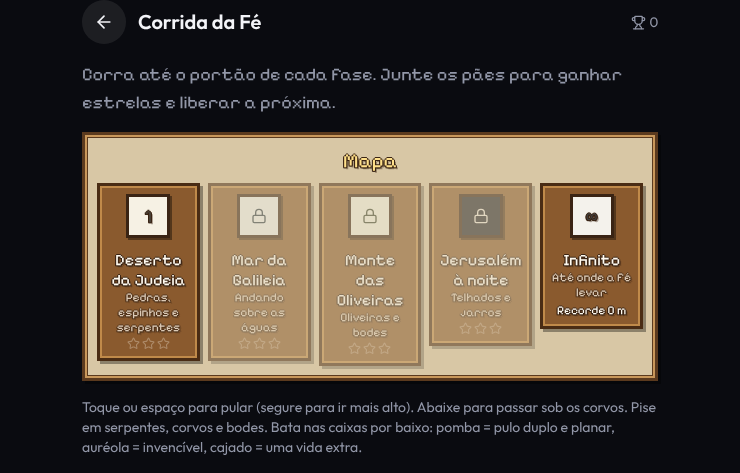 Corrida da Fé
0
Corra até o portão de cada fase. Junte os pães para ganhar
estrelas e liberar a próxima.
Mapa
1
Deserto
da Judeia
Pedras,
espinhos e
serpentes
Mar da
Galileia
Andando
sobre as
águas
Monte
das
Oliveiras
Oliveiras e
bodes
Jerusalém
à noite
Telhados e
jarros
∞
Infinito
Até onde a fé
levar
Recorde 0 m
Toque ou espaço para pular (segure para ir mais alto). Abaixe para passar sob os corvos. Pise
em serpentes, corvos e bodes. Bata nas caixas por baixo: pomba = pulo duplo e planar,
auréola = invencível, cajado = uma vida extra.